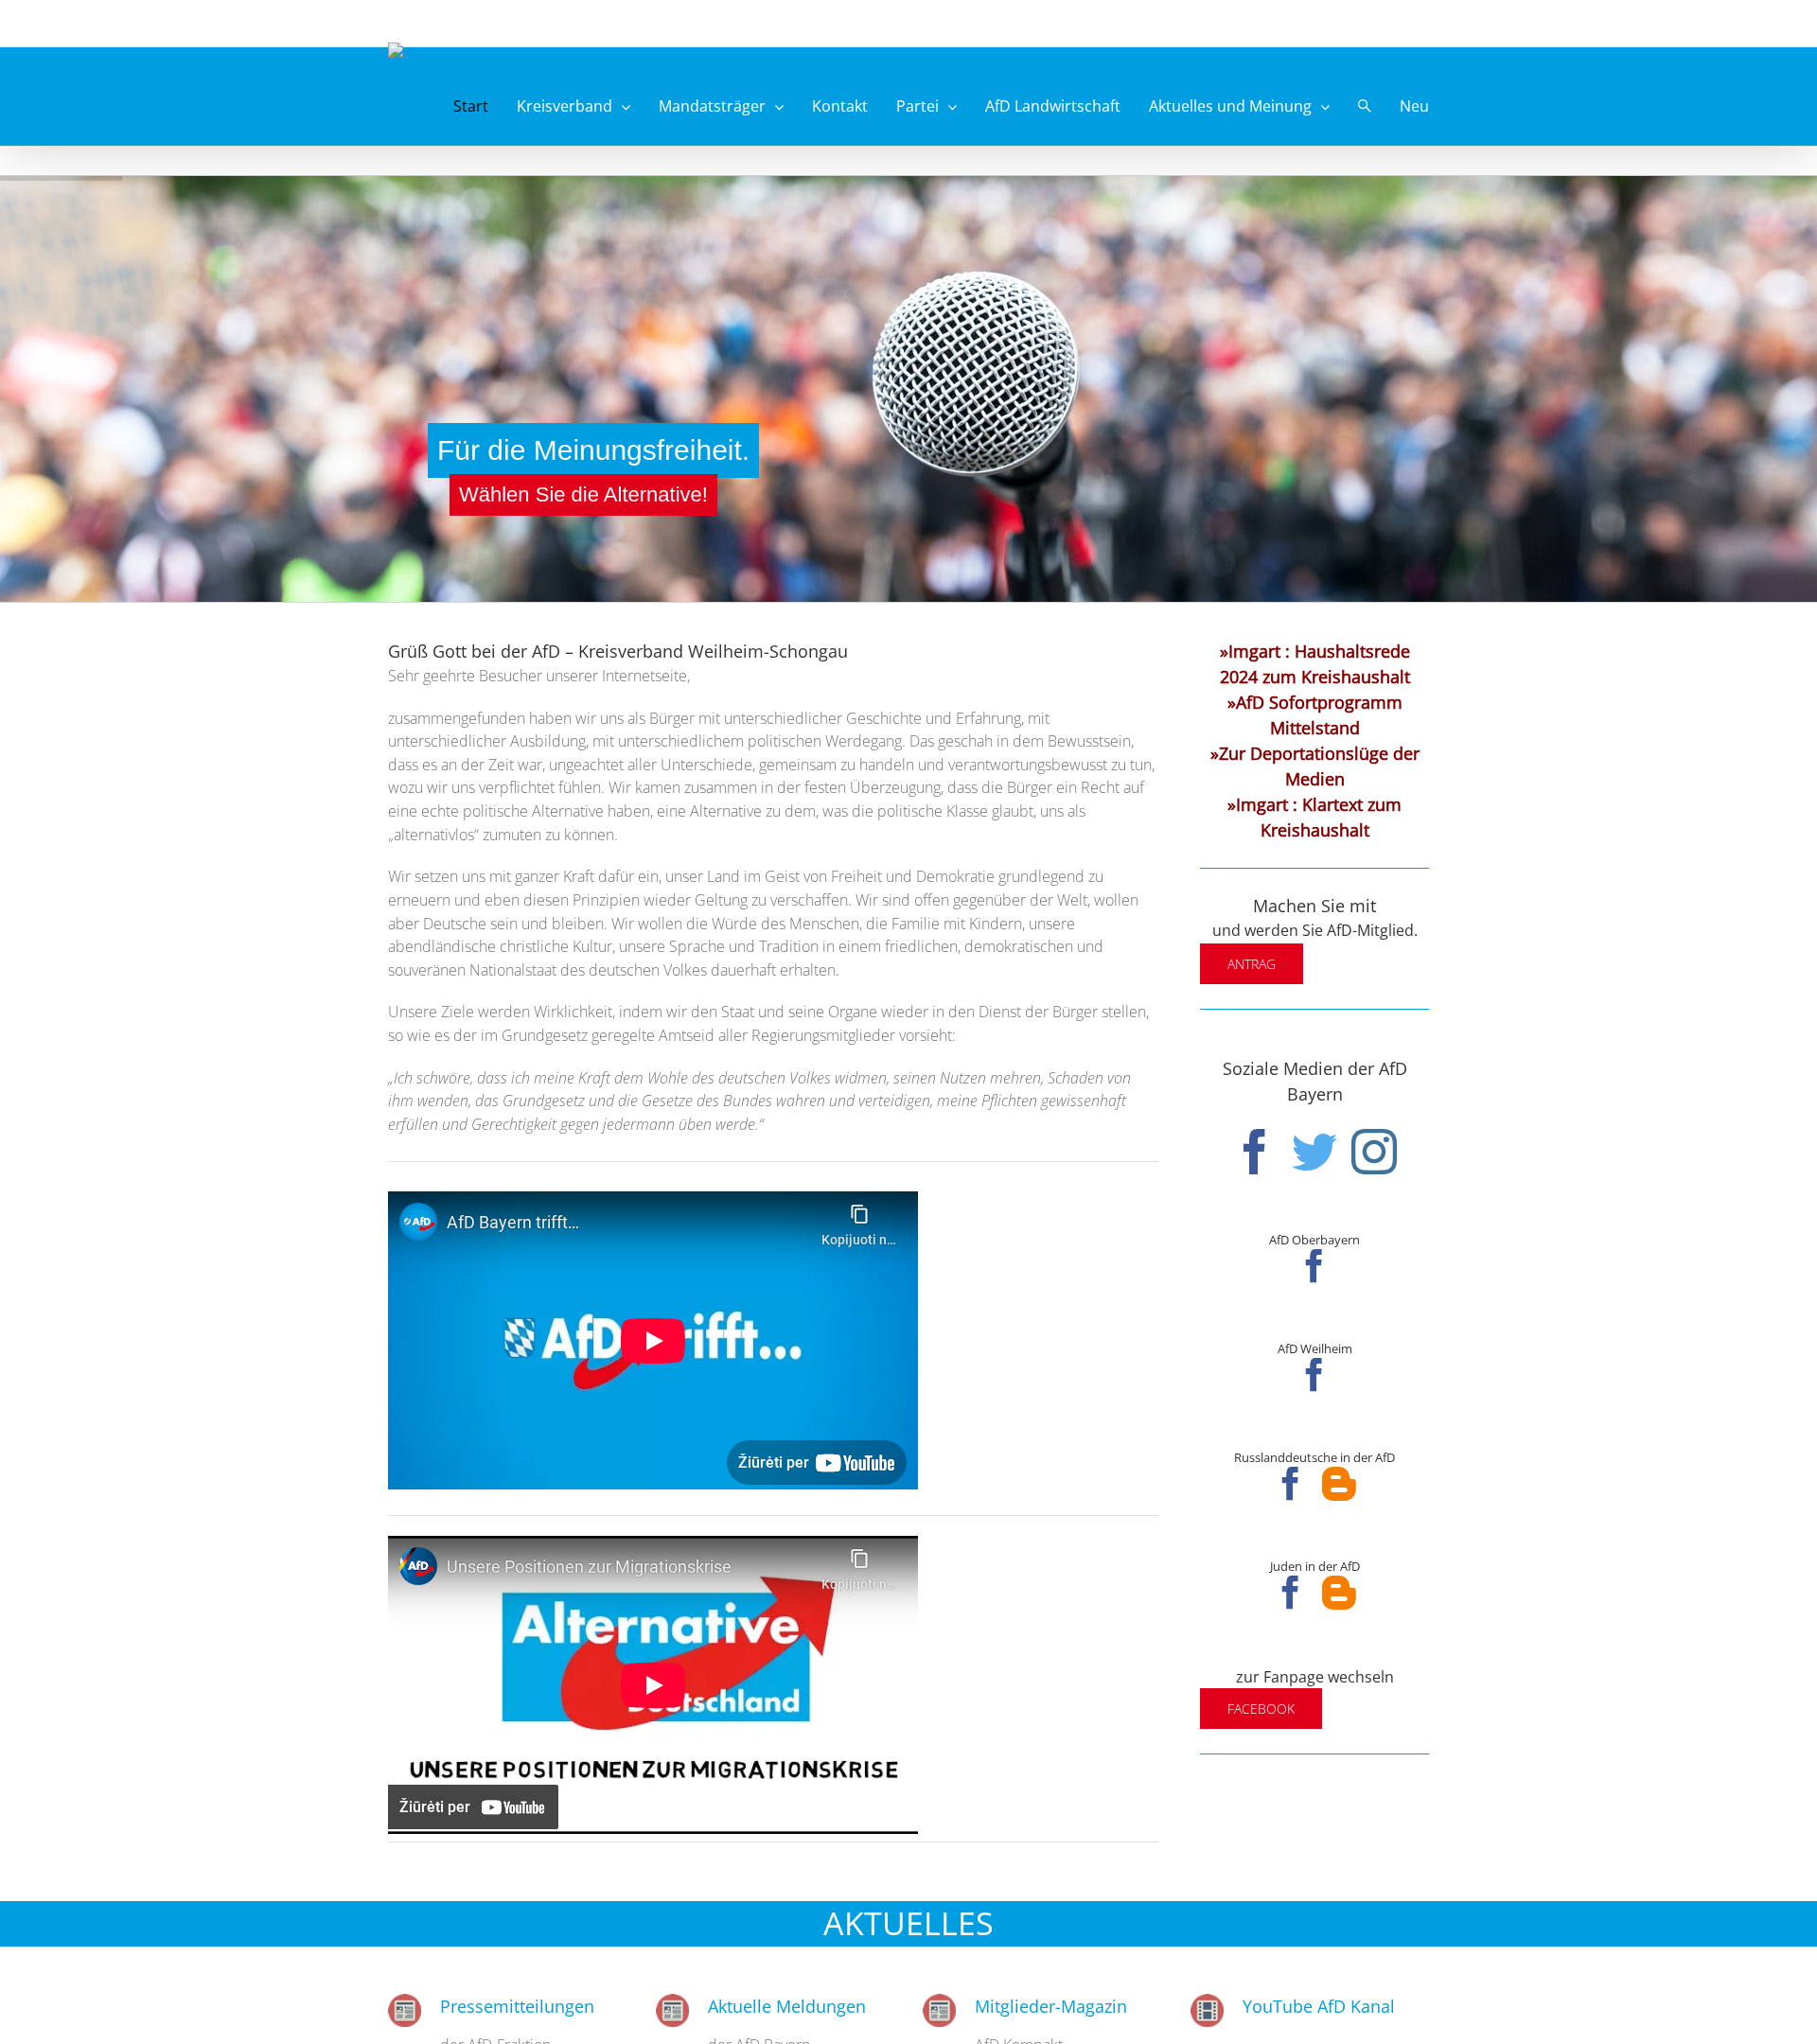 Start Kreisverband Mandatsträger Kontakt Partei AfD Landwirtschaft Aktuelles und Meinung Neu
Für die Meinungsfreiheit.
Wählen Sie die Alternative!
Grüß Gott bei der AfD – Kreisverband Weilheim-Schongau
Sehr geehrte Besucher unserer Internetseite,
zusammengefunden haben wir uns als Bürger mit unterschiedlicher Geschichte und Erfahrung, mit
unterschiedlicher Ausbildung, mit unterschiedlichem politischen Werdegang. Das geschah in dem Bewusstsein,
dass es an der Zeit war, ungeachtet aller Unterschiede, gemeinsam zu handeln und verantwortungsbewusst zu tun,
wozu wir uns verpflichtet fühlen. Wir kamen zusammen in der festen Überzeugung, dass die Bürger ein Recht auf
eine echte politische Alternative haben, eine Alternative zu dem, was die politische Klasse glaubt, uns als
„alternativlos“ zumuten zu können.
Wir setzen uns mit ganzer Kraft dafür ein, unser Land im Geist von Freiheit und Demokratie grundlegend zu
erneuern und eben diesen Prinzipien wieder Geltung zu verschaffen. Wir sind offen gegenüber der Welt, wollen
aber Deutsche sein und bleiben. Wir wollen die Würde des Menschen, die Familie mit Kindern, unsere
abendländische christliche Kultur, unsere Sprache und Tradition in einem friedlichen, demokratischen und
souveränen Nationalstaat des deutschen Volkes dauerhaft erhalten.
Unsere Ziele werden Wirklichkeit, indem wir den Staat und seine Organe wieder in den Dienst der Bürger stellen,
so wie es der im Grundgesetz geregelte Amtseid aller Regierungsmitglieder vorsieht:
„Ich schwöre, dass ich meine Kraft dem Wohle des deutschen Volkes widmen, seinen Nutzen mehren, Schaden von
ihm wenden, das Grundgesetz und die Gesetze des Bundes wahren und verteidigen, meine Pflichten gewissenhaft
erfüllen und Gerechtigkeit gegen jedermann üben werde.“
AfD Bayern trifft...
Kopijuoti n...
AfD trifft...
Žiūrėti per YouTube
AfD
Unsere Positionen zur Migrationskrise
Kopijuoti n...
Alternative
Deutschland
UNSERE POSITIONEN ZUR MIGRATIONSKRISE
Žiūrėti per YouTube
»Imgart : Haushaltsrede
2024 zum Kreishaushalt
»AfD Sofortprogramm
Mittelstand
»Zur Deportationslüge der
Medien
»Imgart : Klartext zum
Kreishaushalt
Machen Sie mit
und werden Sie AfD-Mitglied.
ANTRAG
Soziale Medien der AfD
Bayern
AfD Oberbayern
AfD Weilheim
Russlanddeutsche in der AfD
Juden in der AfD
zur Fanpage wechseln
FACEBOOK
AKTUELLES
Pressemitteilungen
der AfD-Fraktion
Aktuelle Meldungen
der AfD Bayern
Mitglieder-Magazin
AfD Kompakt
YouTube AfD Kanal